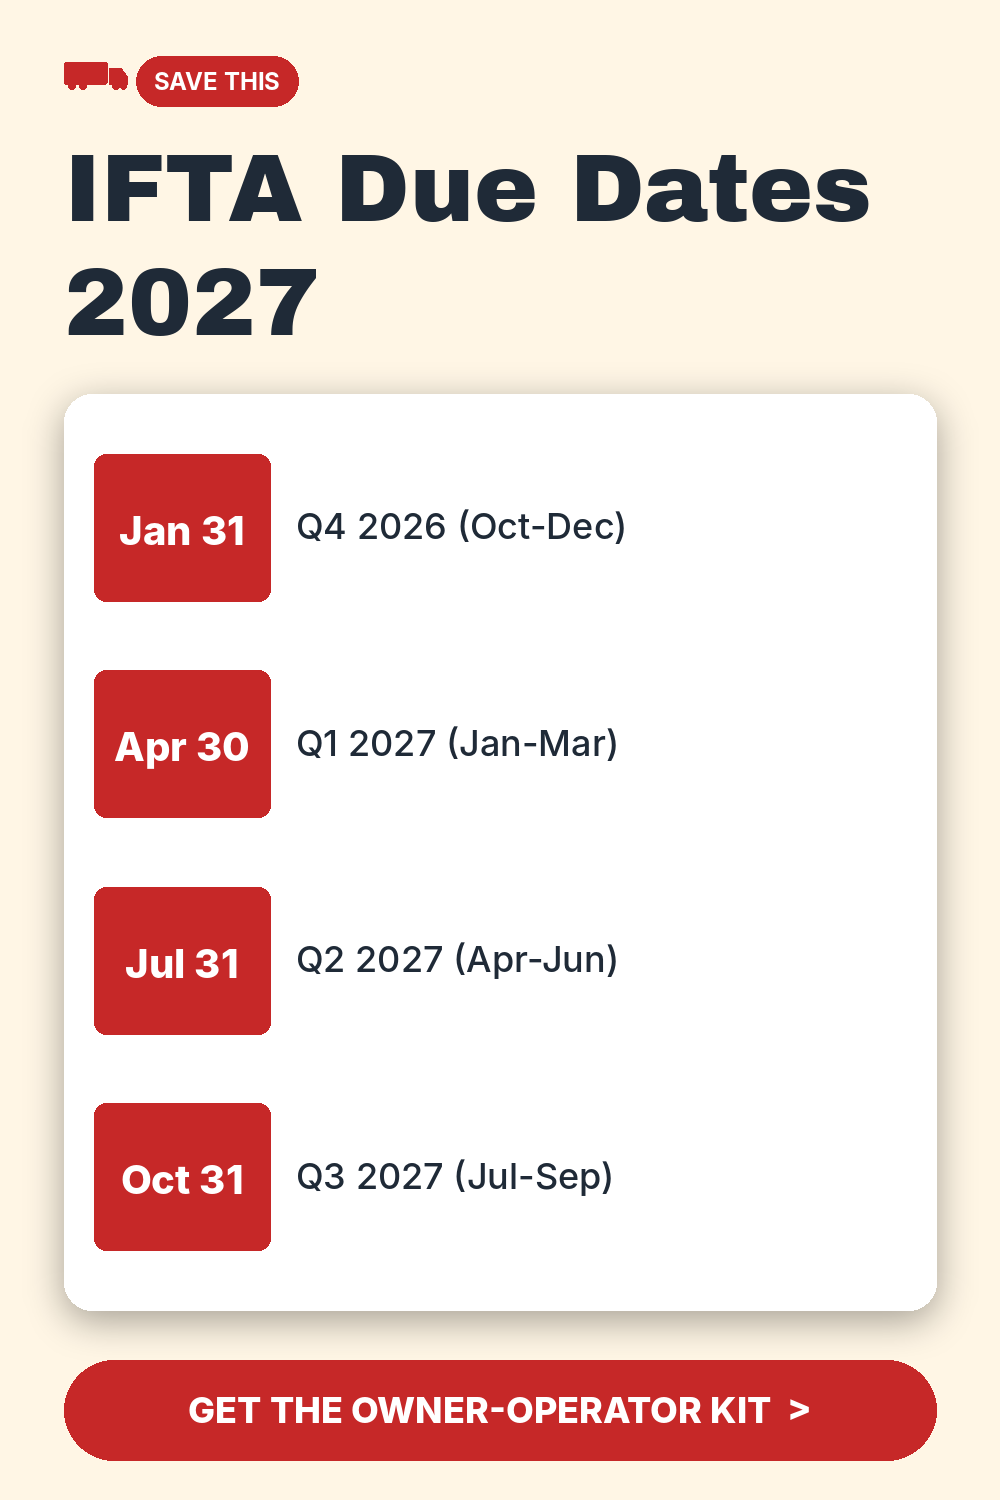 SAVE THIS
IFTA Due Dates
2027
Jan 31
Q4 2026 (Oct-Dec)
Apr 30
Q1 2027 (Jan-Mar)
Jul 31
Q2 2027 (Apr-Jun)
Oct 31
Q3 2027 (Jul-Sep)
GET THE OWNER-OPERATOR KIT >